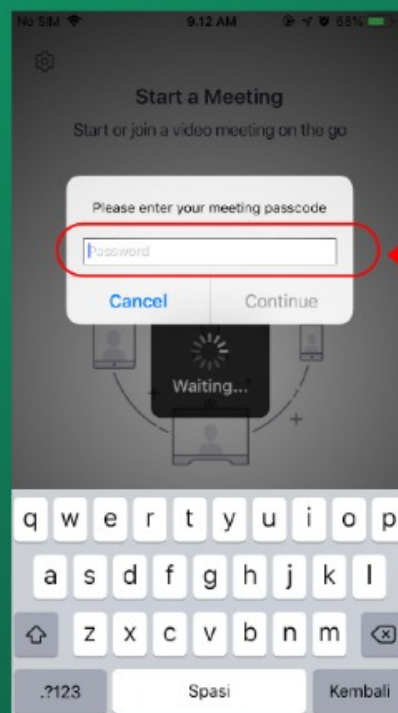 No SIM 9.12 AM 66%
Start a Meeting
Start or join a video meeting on the go
Please enter your meeting passcode
Password
Cancel Continue
Waiting...
q w e r t y u i o p
a s d f g h j k l
z x c v b n m
.?123 Spasi Kembali